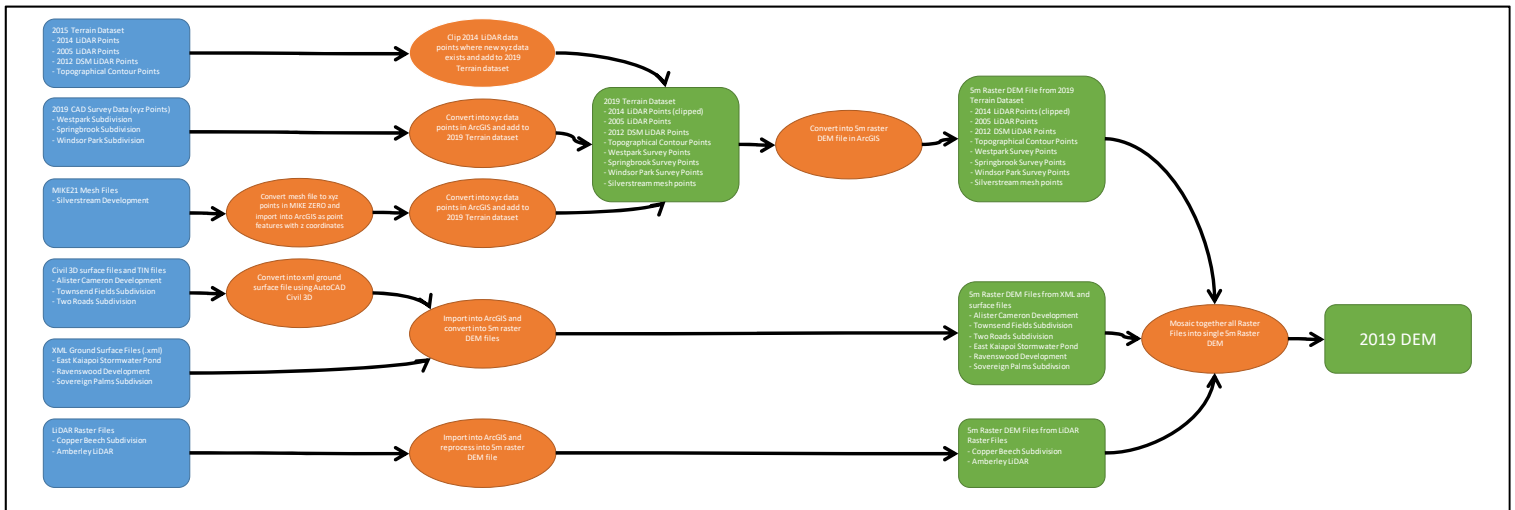 2015 Terrain Dataset
- 2014 LiDAR Points
- 2005 LiDAR Points
- 2012 DSM LiDAR Points
- Topographical Contour Points
Clip 2014 LiDAR data
points where new xyz data
exists and add to 2019
Terrain dataset
2019 CAD Survey Data (xyz Points)
- Westpark Subdivision
- Springbrook Subdivision
- Windsor Park Subdivision
Convert into xyz data
points in ArcGIS and add to
2019 Terrain dataset
MIKE21 Mesh Files
- Silverstream Development
Convert mesh file to xyz
points in MIKE ZERO and
import into ArcGIS as point
features with z coordinates
Convert into xyz data
points in ArcGIS and add to
2019 Terrain dataset
2019 Terrain Dataset
- 2014 LiDAR Points (clipped)
- 2005 LiDAR Points
- 2012 DSM LiDAR Points
- Topographical Contour Points
- Westpark Survey Points
- Springbrook Survey Points
- Windsor Park Survey Points
- Silverstream mesh points
Convert into 5m raster
DEM file in ArcGIS
5m Raster DEM File from 2019
Terrain Dataset
- 2014 LiDAR Points (clipped)
- 2005 LiDAR Points
- 2012 DSM LiDAR Points
- Topographical Contour Points
- Westpark Survey Points
- Springbrook Survey Points
- Windsor Park Survey Points
- Silverstream mesh points
Civil 3D surface files and TIN files
- Alister Cameron Development
- Townsend Fields Subdivision
- Two Roads Subdivision
Convert into xml ground
surface file using AutoCAD
Civil 3D
XML Ground Surface Files (.xml)
- East Kaiapoi Stormwater Pond
- Ravenswood Development
- Sovereign Palms Subdivsion
Import into ArcGIS and
convert into 5m raster
DEM files
5m Raster DEM Files from XML and
surface files
- Alister Cameron Development
- Townsend Fields Subdivision
- Two Roads Subdivision
- East Kaiapoi Stormwater Pond
- Ravenswood Development
- Sovereign Palms Subdivsion
LiDAR Raster Files
- Copper Beech Subdivision
- Amberley LiDAR
Import into ArcGIS and
reprocess into 5m raster
DEM file
5m Raster DEM Files from LiDAR
Raster Files
- Copper Beech Subdivision
- Amberley LiDAR
Mosaic together all Raster
Files into single 5m Raster
DEM
2019 DEM